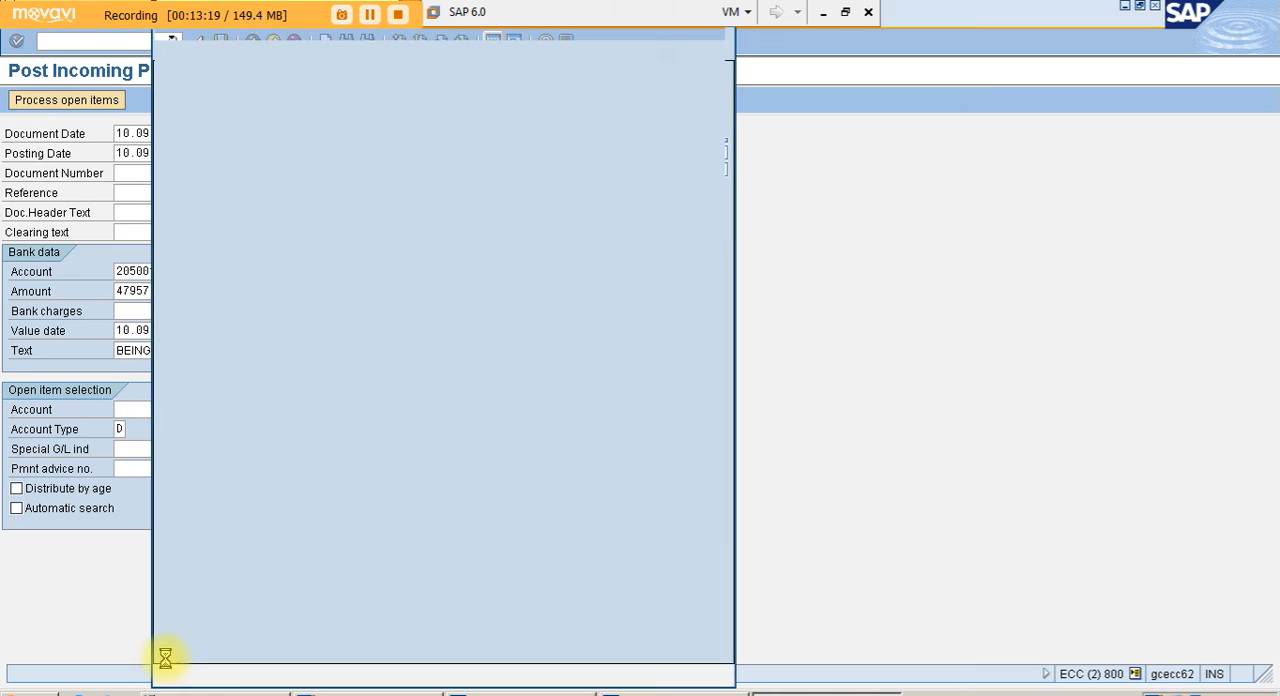 movavi Recording [00:13:19 / 149.4 MB]
SAP 6.0
VM
SAP
Post Incoming P
Process open items
Document Date 10.09
Posting Date 10.09
Document Number
Reference
Doc.Header Text
Clearing text
Bank data
Account 20500
Amount 47957
Bank charges
Value date 10.09
Text BEING
Open item selection
Account
Account Type D
Special G/L ind
Pmnt advice no.
Distribute by age
Automatic search
ECC (2) 800 gcecc62 INS